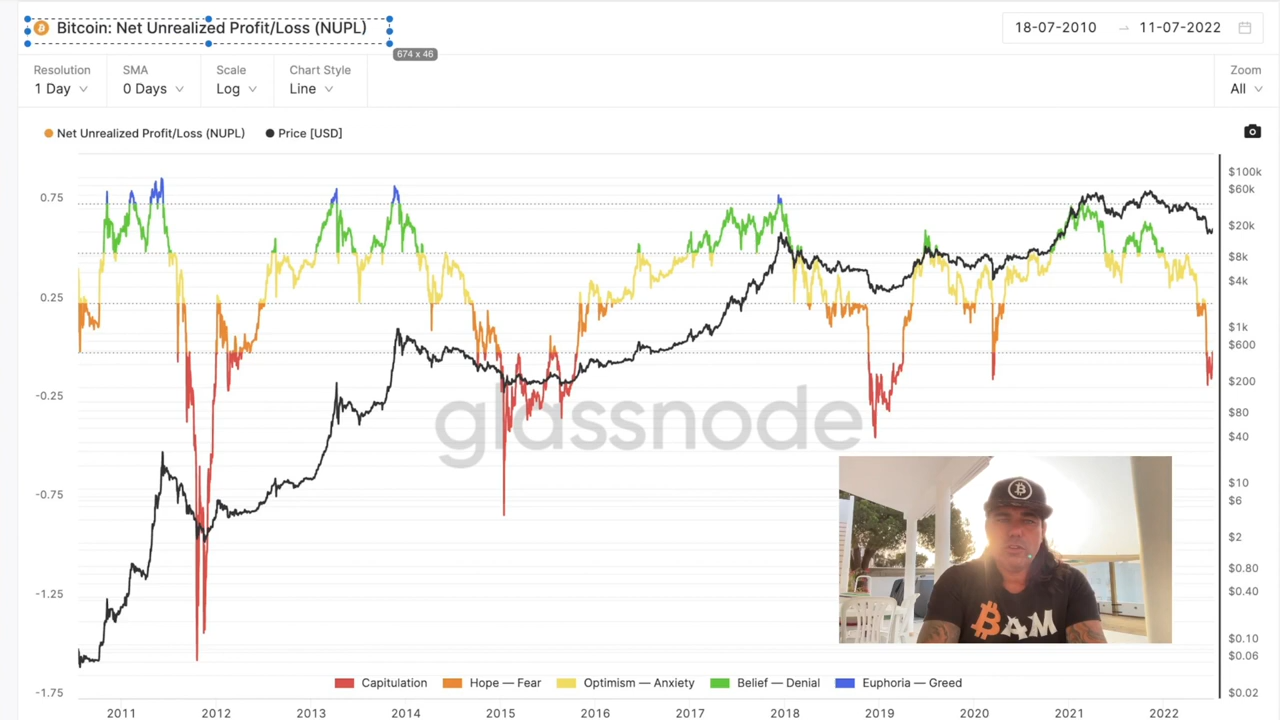 Bitcoin: Net Unrealized Profit/Loss (NUPL)
18-07-2010 → 11-07-2022
674 x 46
Resolution SMA Scale Chart Style Zoom
1 Day 0 Days Log Line All
Net Unrealized Profit/Loss (NUPL) Price [USD]
0.75
0.25
-0.25
-0.75
-1.25
-1.75
$100k
$60k
$20k
$8k
$4k
$1k
$600
$200
$80
$40
$10
$6
$2
$0.80
$0.40
$0.10
$0.06
$0.02
glassnode
BAM
Capitulation Hope — Fear Optimism — Anxiety Belief — Denial Euphoria — Greed
2011 2012 2013 2014 2015 2016 2017 2018 2019 2020 2021 2022